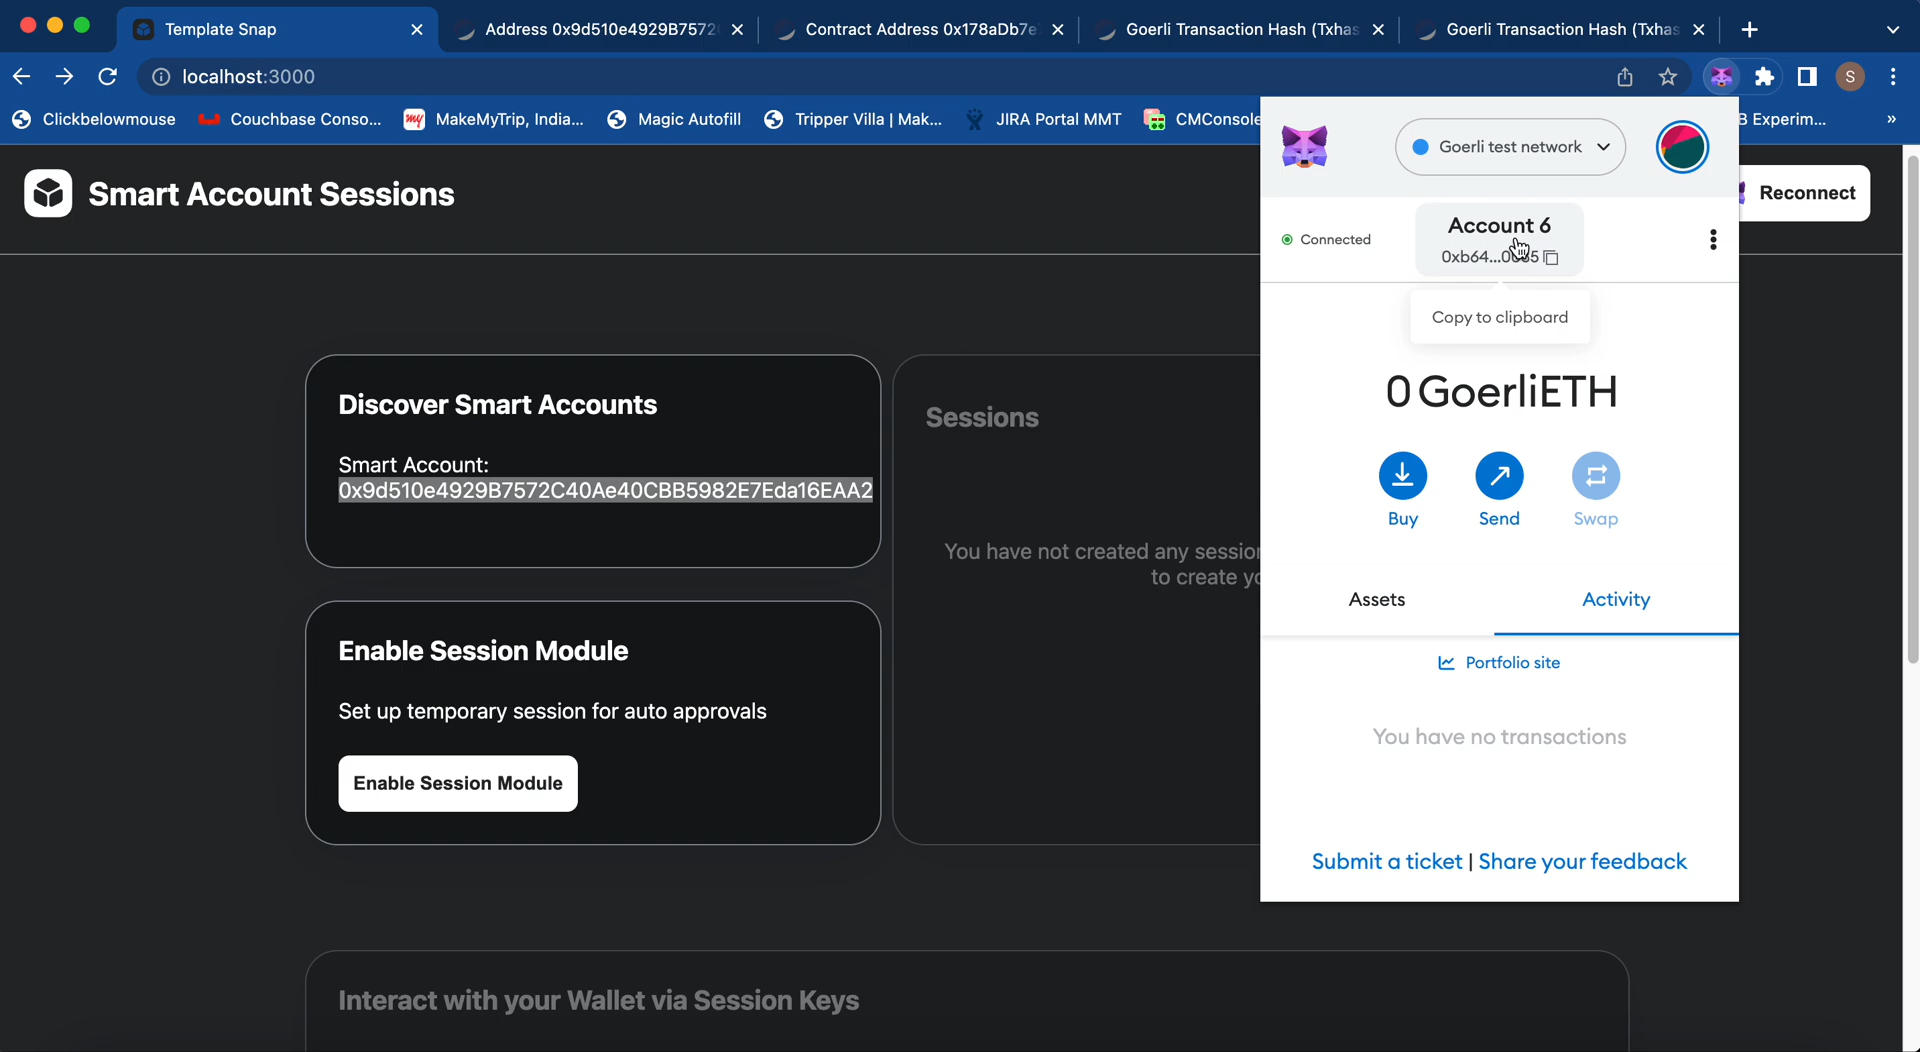 Template Snap
Address 0x9d510e4929B7572
Contract Address 0x178aDb7e
Goerli Transaction Hash (Txhas
Goerli Transaction Hash (Txhas
localhost:3000
S
Clickbelowmouse
Couchbase Conso...
my
MakeMyTrip, India...
Magic Autofill
Tripper Villa | Mak...
JIRA Portal MMT
CMConsole
B Experim...
»
Smart Account Sessions
Reconnect
Goerli test network
Connected
Account 6
Copy to clipboard
0 GoerliETH
Buy
Send
Swap
Assets
Activity
Portfolio site
You have no transactions
Submit a ticket | Share your feedback
Discover Smart Accounts
Smart Account:
0x9d510e4929B7572C40Ae40CBB5982E7Eda16EAA2
Sessions
You have not created any session
to create yo
Enable Session Module
Set up temporary session for auto approvals
Enable Session Module
Interact with your Wallet via Session Keys